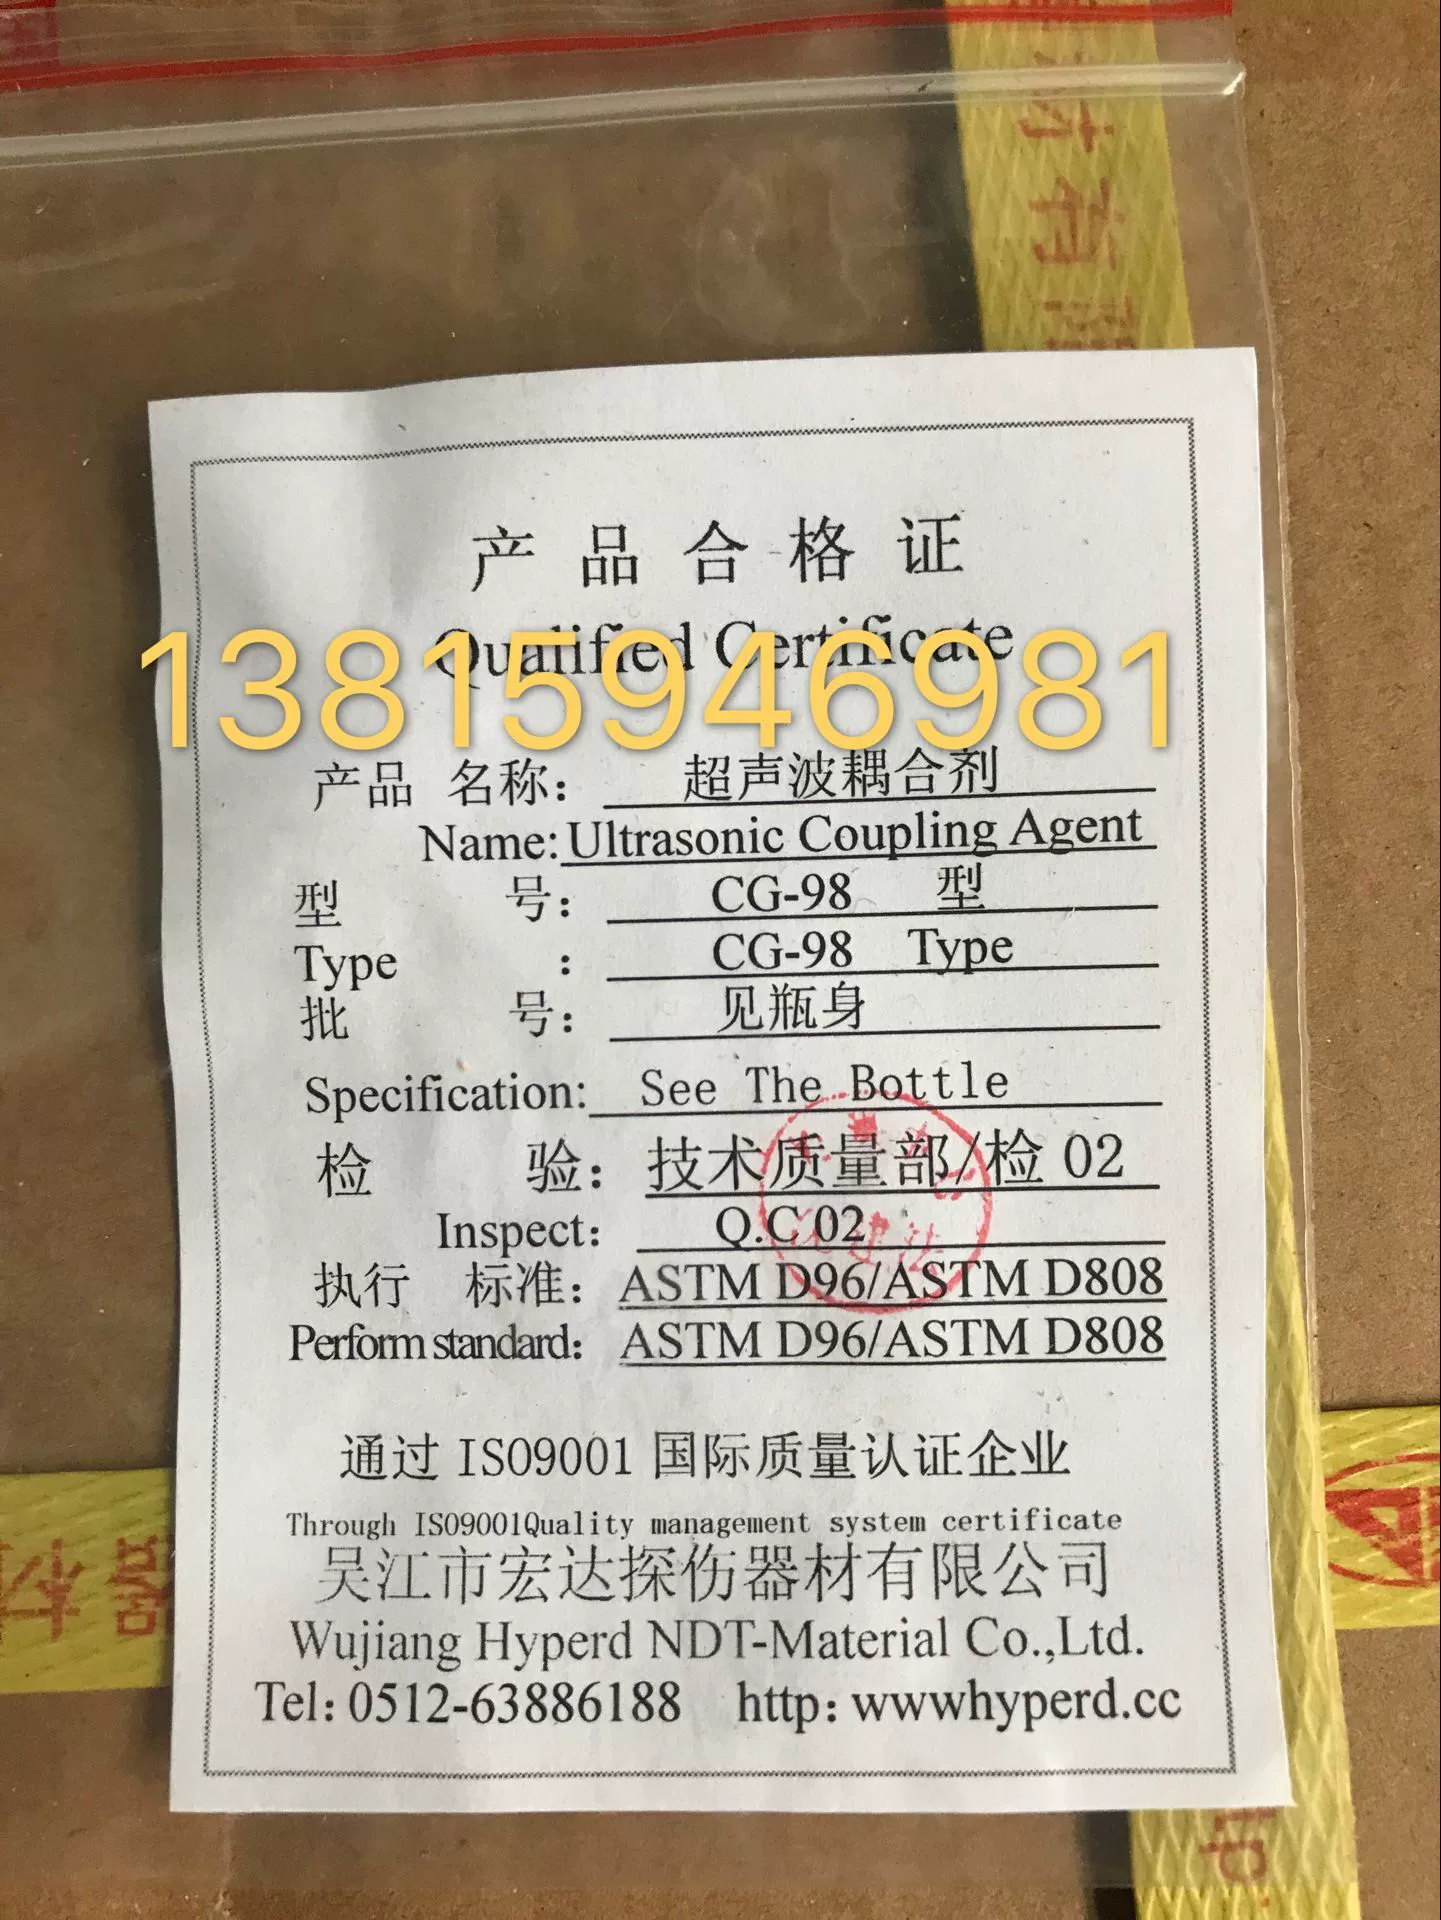 产品合格证
Qualified Certificate
13815946981
产品 名称： 超声波耦合剂
Name: Ultrasonic Coupling Agent
型 号： CG-98 型
Type ： CG-98 Type
批 号： 见瓶身
Specification: See The Bottle
检 验： 技术质量部/检 02
Inspect： Q.C 02
执行 标准： ASTM D96/ASTM D808
Perform standard： ASTM D96/ASTM D808
通过 ISO9001 国际质量认证企业
Through ISO9001Quality management system certificate
吴江市宏达探伤器材有限公司
Wujiang Hyperd NDT-Material Co.,Ltd.
Tel：0512-63886188 http：wwwhyperd.cc